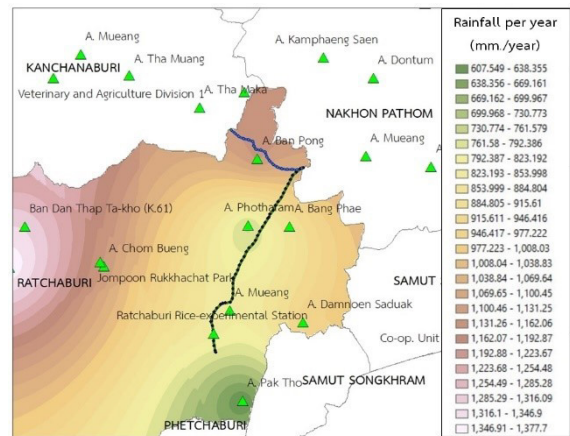 A. Mueang
A. Kamphaeng Saen
KANCHANABURI
A. Tha Muang
A. Dontum
Veterinary and Agriculture Division 1
A. Tha Maka
NAKHON PATHOM
A. Ban Pong
A. Mueang
A.
Ban Dan Thap Ta-kho (K.61)
A. Photharam
A. Bang Phae
A. Chom Bueng
RATCHABURI
Jompoon Rukkhachat Park
SAMUT
A. Mueang
A. Damnoen Saduak
Ratchaburi Rice-experimental Station
Co-op. Unit
A. Pak Tho
SAMUT SONGKHRAM
PHETCHABURI
Rainfall per year
(mm./year)
607.549 - 638.355
638.356 - 669.161
669.162 - 699.967
699.968 - 730.773
730.774 - 761.579
761.58 - 792.386
792.387 - 823.192
823.193 - 853.998
853.999 - 884.804
884.805 - 915.61
915.611 - 946.416
946.417 - 977.222
977.223 - 1,008.03
1,008.04 - 1,038.83
1,038.84 - 1,069.64
1,069.65 - 1,100.45
1,100.46 - 1,131.25
1,131.26 - 1,162.06
1,162.07 - 1,192.87
1,192.88 - 1,223.67
1,223.68 - 1,254.48
1,254.49 - 1,285.28
1,285.29 - 1,316.09
1,316.1 - 1,346.9
1,346.91 - 1,377.7